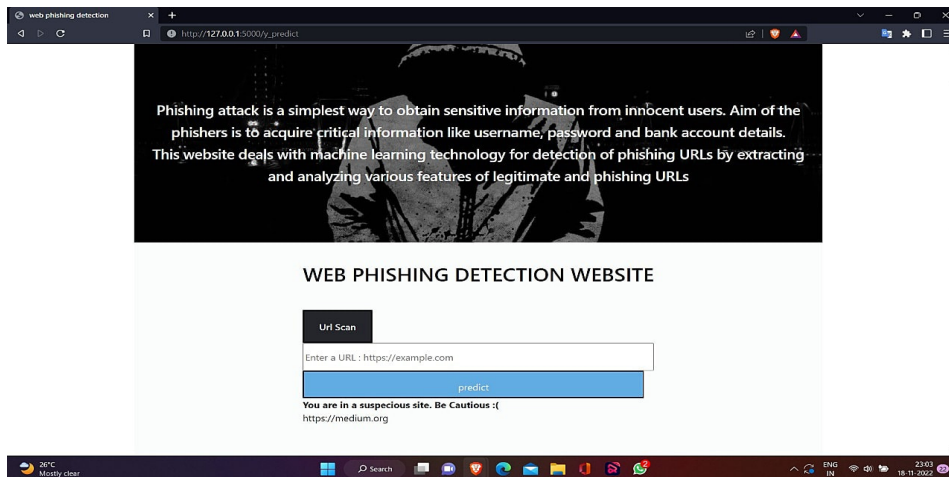 web phishing detection
http://127.0.0.1:5000/y_predict
Phishing attack is a simplest way to obtain sensitive information from innocent users. Aim of the
phishers is to acquire critical information like username, password and bank account details.
This website deals with machine learning technology for detection of phishing URLs by extracting
and analyzing various features of legitimate and phishing URLs
WEB PHISHING DETECTION WEBSITE
Url Scan
Enter a URL : https://example.com
predict
You are in a suspecious site. Be Cautious :(
https://medium.org
26°C
Mostly clear
Search
ENG
IN
23:03
18-11-2022
22